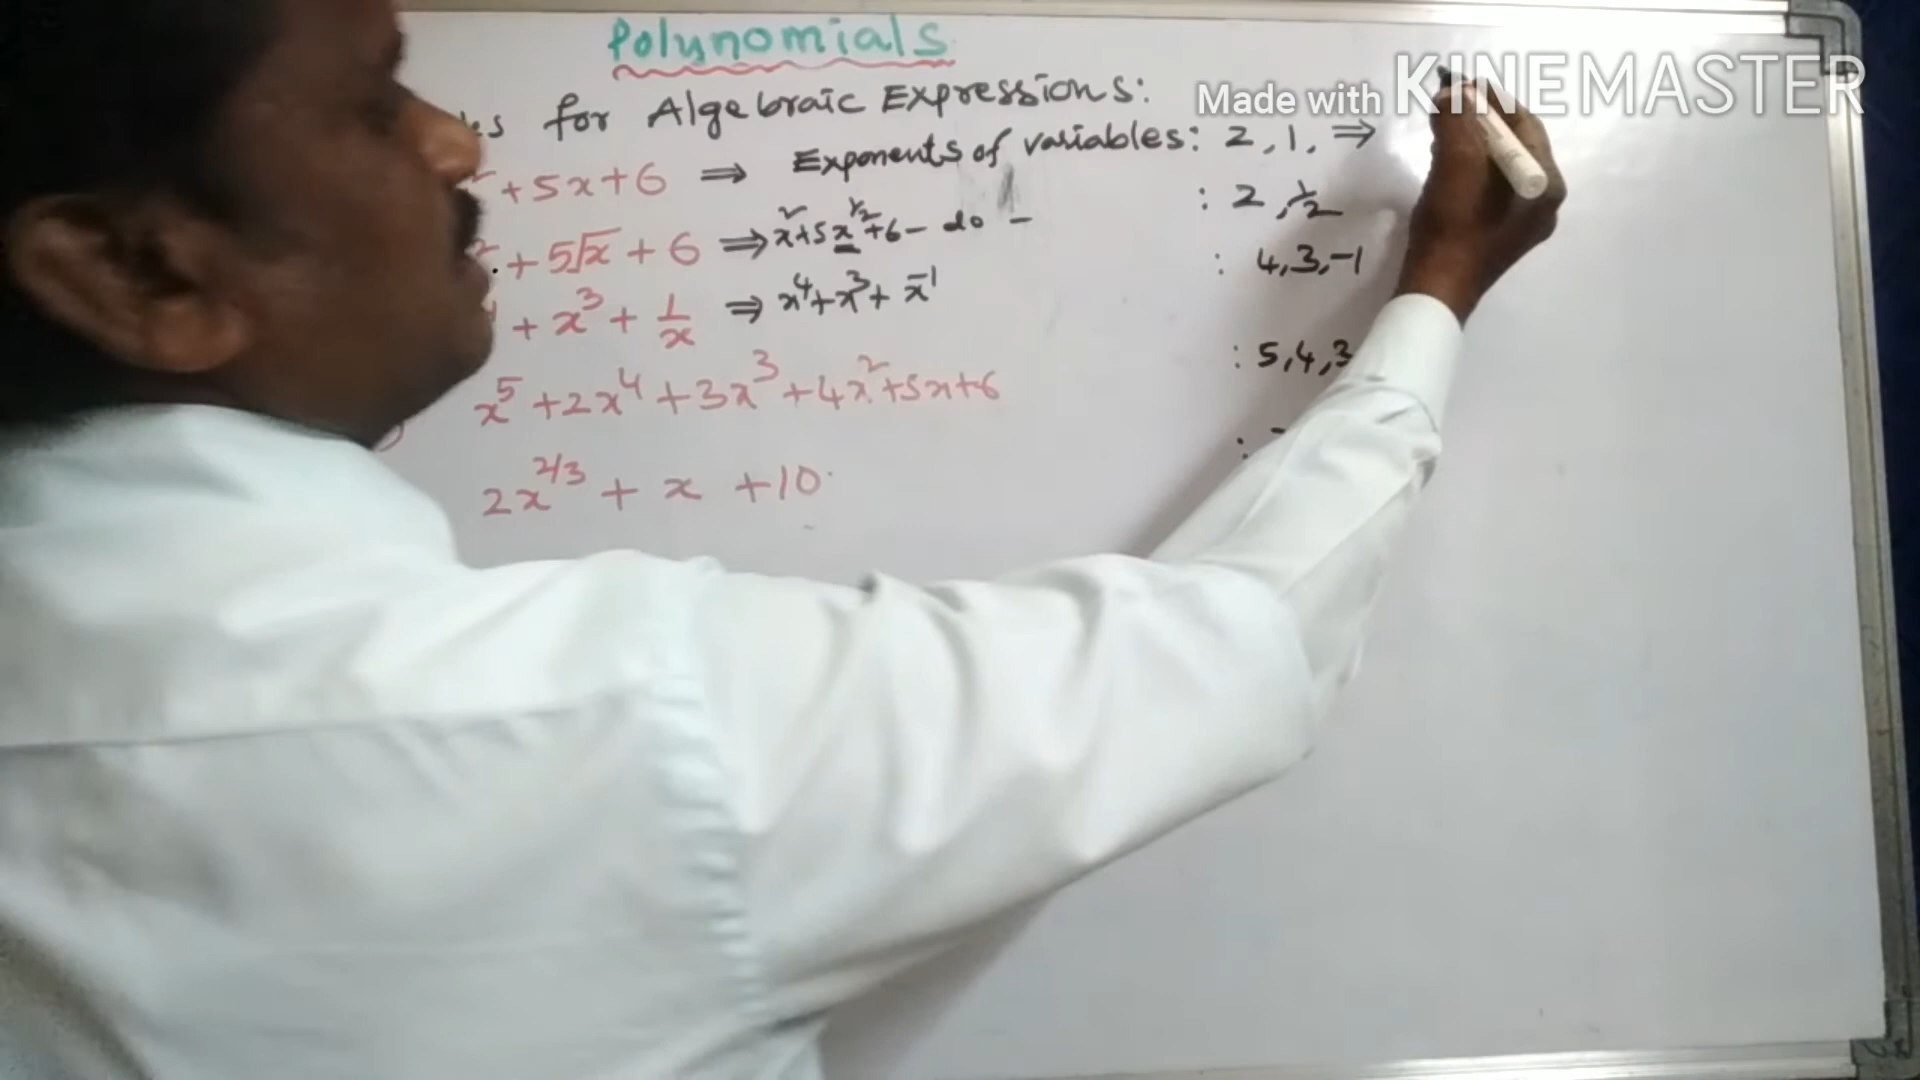 Polynomials
for Algebraic Expressions:
Made with KINEMASTER
+5x+6 ⇒ Exponents of variables: 2, 1, ⇒
² + 5√x + 6 ⇒ x²+5x^1/2+6 - do - : 2, 1/2
+ x³ + 1/x ⇒ x⁴+x³+ x⁻¹ : 4,3,-1
x⁵ +2x⁴ +3x³ +4x²+5x+6 : 5,4,3
2x^2/3 + x +10 :